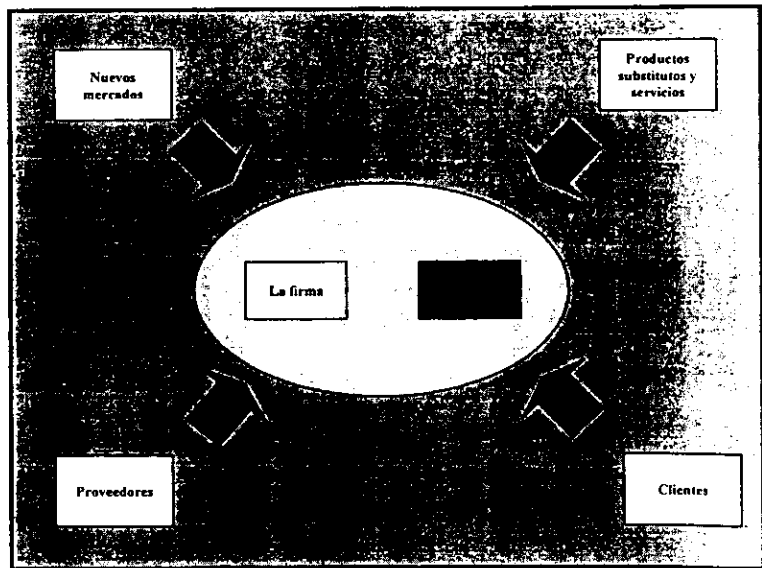 Nuevos
mercados
Productos
substitutos y
servicios
La firma
Proveedores
Clientes